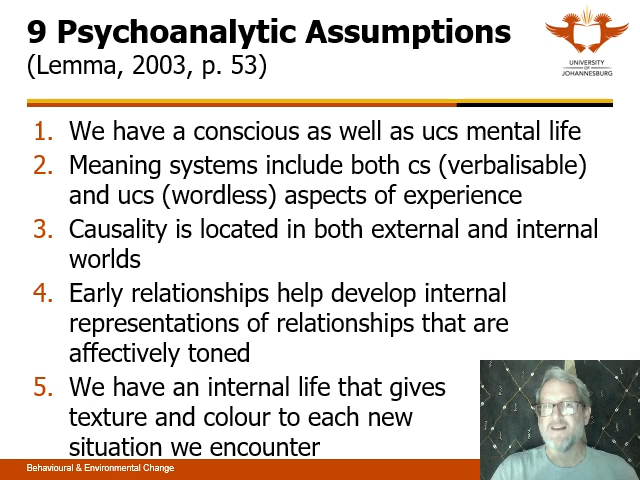 9 Psychoanalytic Assumptions
(Lemma, 2003, p. 53)
UNIVERSITY
OF
JOHANNESBURG
1. We have a conscious as well as ucs mental life
2. Meaning systems include both cs (verbalisable)
and ucs (wordless) aspects of experience
3. Causality is located in both external and internal
worlds
4. Early relationships help develop internal
representations of relationships that are
affectively toned
5. We have an internal life that gives
texture and colour to each new
situation we encounter
Behavioural & Environmental Change